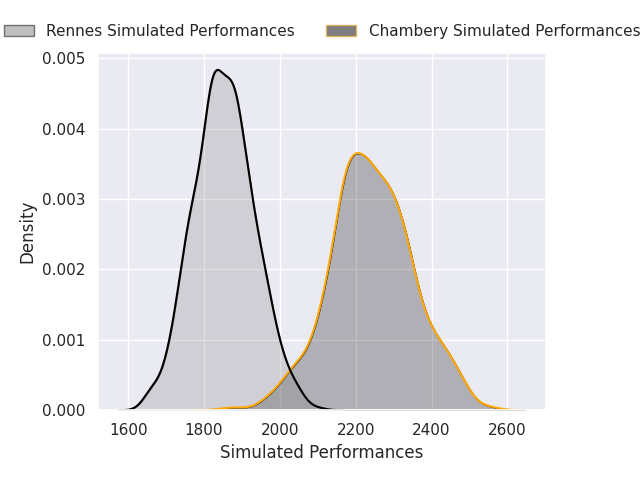 Rennes Simulated Performances
Chambery Simulated Performances
0.005
0.004
0.003
0.002
0.001
0.000
Density
1600 1800 2000 2200 2400 2600
Simulated Performances